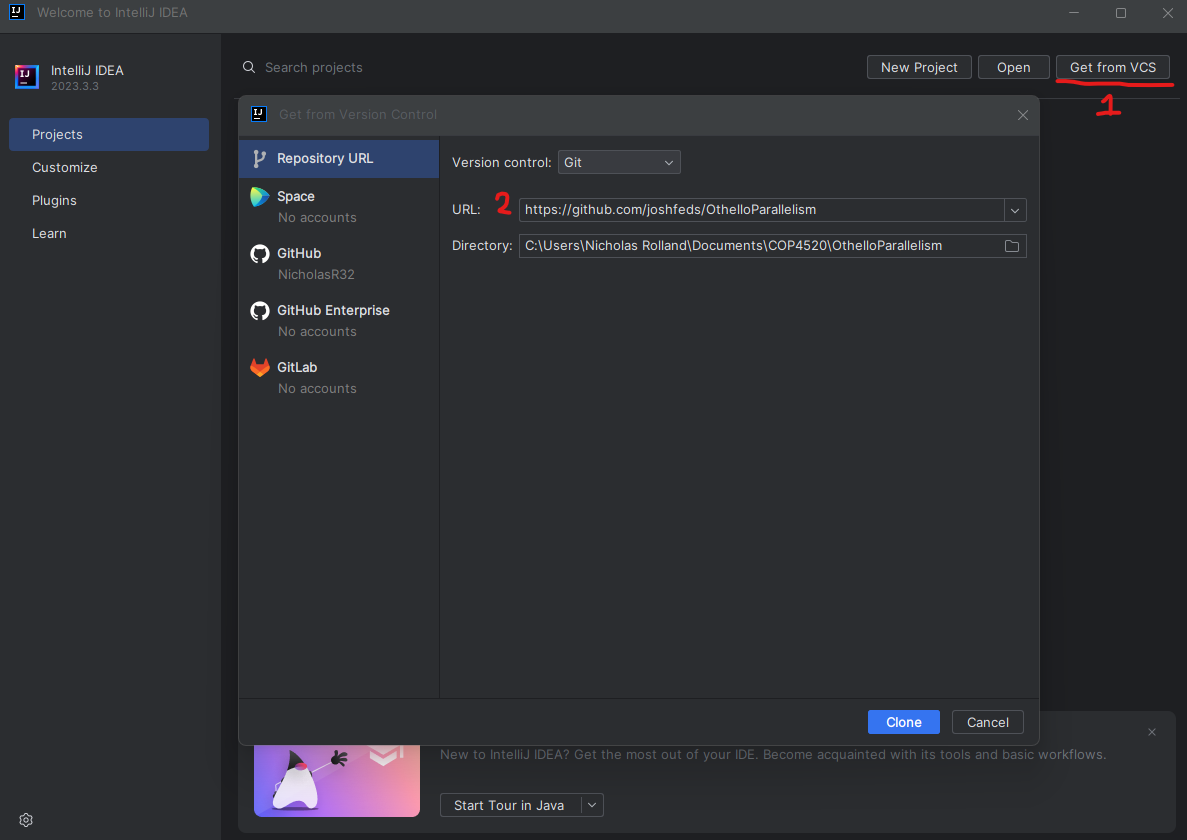 Welcome to IntelliJ IDEA
IntelliJ IDEA
2023.3.3
Projects
Customize
Plugins
Learn
Search projects
New Project
Open
Get from VCS
1
Get from Version Control
Repository URL
Space
No accounts
GitHub
NicholasR32
GitHub Enterprise
No accounts
GitLab
No accounts
Version control: Git
URL: 2 https://github.com/joshfeds/OthelloParallelism
Directory: C:\Users\Nicholas Rolland\Documents\COP4520\OthelloParallelism
Clone
Cancel
New to IntelliJ IDEA? Get the most out of your IDE. Become acquainted with its tools and basic workflows.
Start Tour in Java